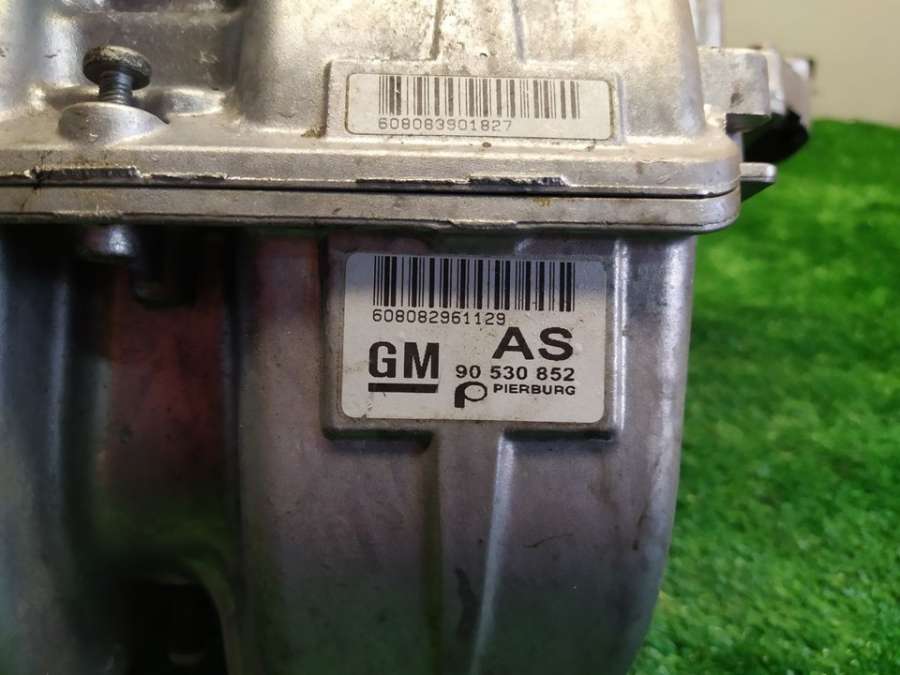 608083901827
608082961129
AS
GM
90 530 852
PIERBURG